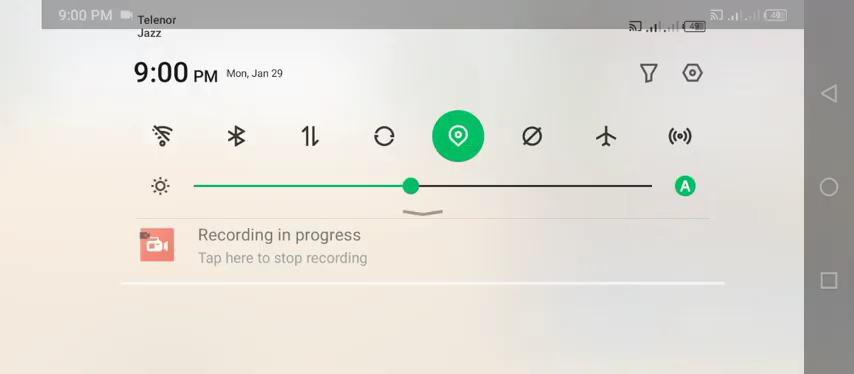 9:00 PM
49
Telenor
Jazz
49
9:00 PM Mon, Jan 29
A
Recording in progress
Tap here to stop recording